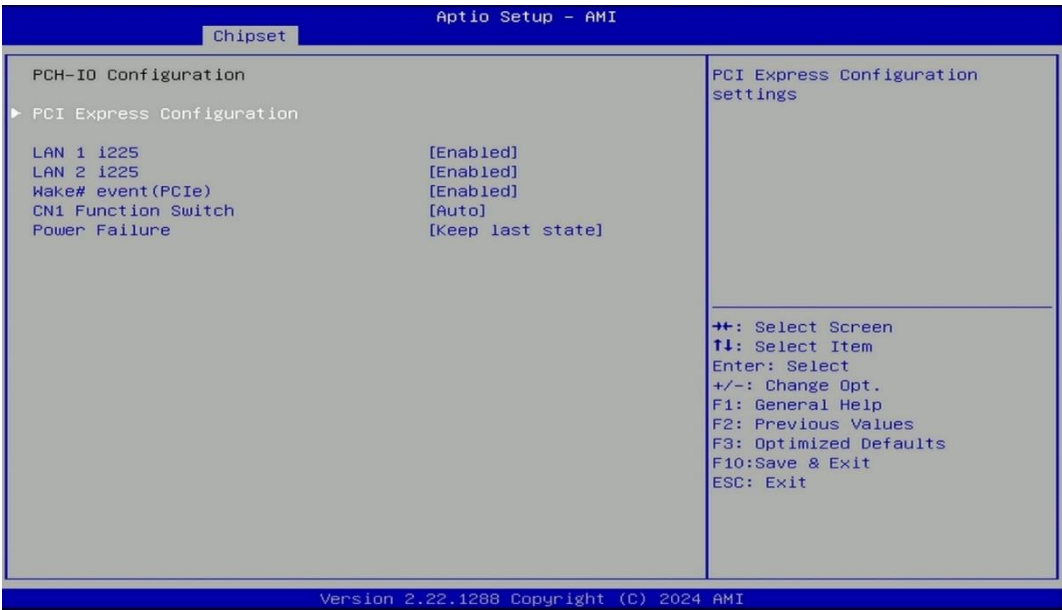 Aptio Setup – AMI
Chipset
PCH-IO Configuration
▶ PCI Express Configuration
LAN 1 i225 [Enabled]
LAN 2 i225 [Enabled]
Wake# event(PCIe) [Enabled]
CN1 Function Switch [Auto]
Power Failure [Keep last state]
PCI Express Configuration
settings
→←: Select Screen
↑↓: Select Item
Enter: Select
+/-: Change Opt.
F1: General Help
F2: Previous Values
F3: Optimized Defaults
F10:Save & Exit
ESC: Exit
Version 2.22.1288 Copyright (C) 2024 AMI